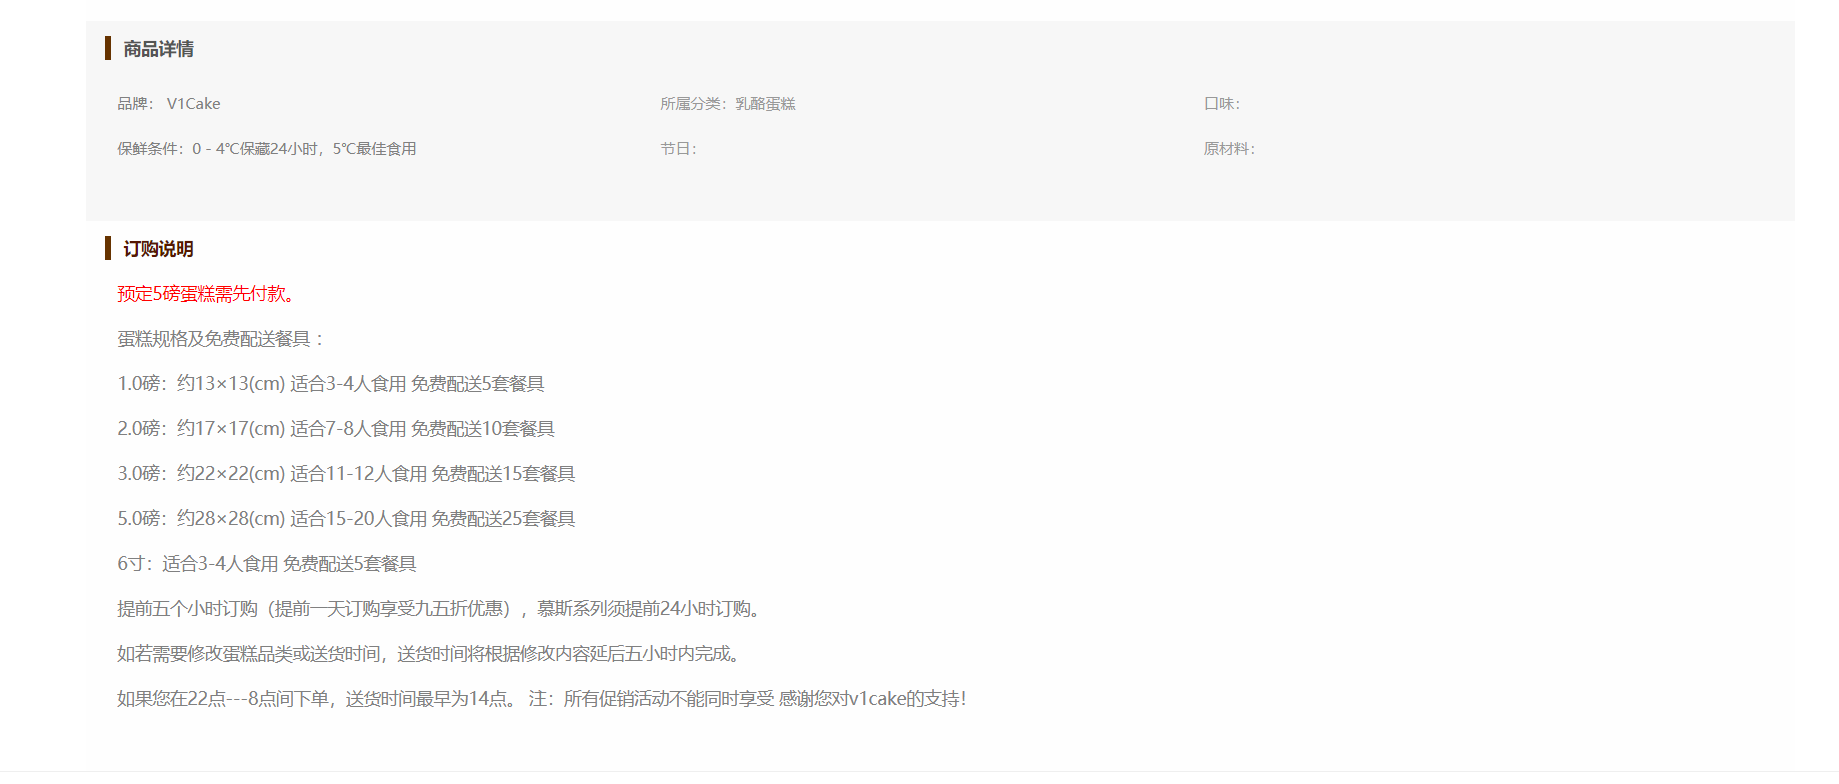 商品详情
品牌： V1Cake 所属分类：乳酪蛋糕 口味：
保鲜条件：0 - 4℃保藏24小时，5℃最佳食用 节日： 原材料：
订购说明
预定5磅蛋糕需先付款。
蛋糕规格及免费配送餐具 ：
1.0磅：约13×13(cm) 适合3-4人食用 免费配送5套餐具
2.0磅：约17×17(cm) 适合7-8人食用 免费配送10套餐具
3.0磅：约22×22(cm) 适合11-12人食用 免费配送15套餐具
5.0磅：约28×28(cm) 适合15-20人食用 免费配送25套餐具
6寸：适合3-4人食用 免费配送5套餐具
提前五个小时订购（提前一天订购享受九五折优惠），慕斯系列须提前24小时订购。
如若需要修改蛋糕品类或送货时间，送货时间将根据修改内容延后五小时内完成。
如果您在22点---8点间下单，送货时间最早为14点。 注：所有促销活动不能同时享受 感谢您对v1cake的支持！